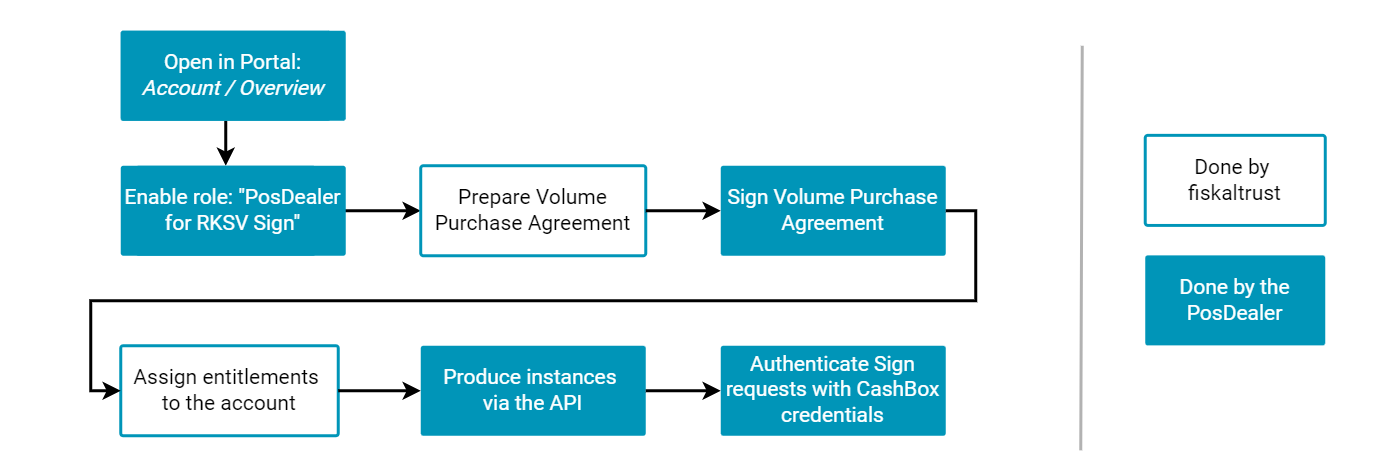 Open in Portal:
Account / Overview
Enable role: "PosDealer
for RKSV Sign"
Prepare Volume
Purchase Agreement
Sign Volume Purchase
Agreement
Assign entitlements
to the account
Produce instances
via the API
Authenticate Sign
requests with CashBox
credentials
Done by
fiskaltrust
Done by the
PosDealer